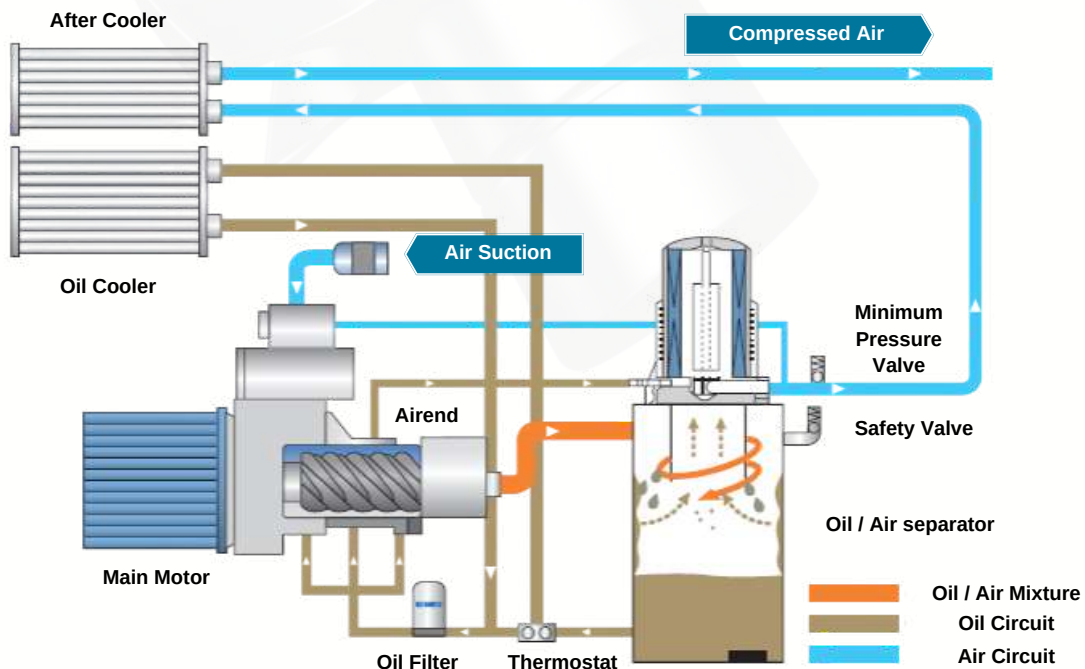 After Cooler
Compressed Air
Oil Cooler
Air Suction
Minimum
Pressure
Valve
Airend
Safety Valve
Oil / Air separator
Main Motor
Oil / Air Mixture
Oil Circuit
Air Circuit
Oil Filter
Thermostat